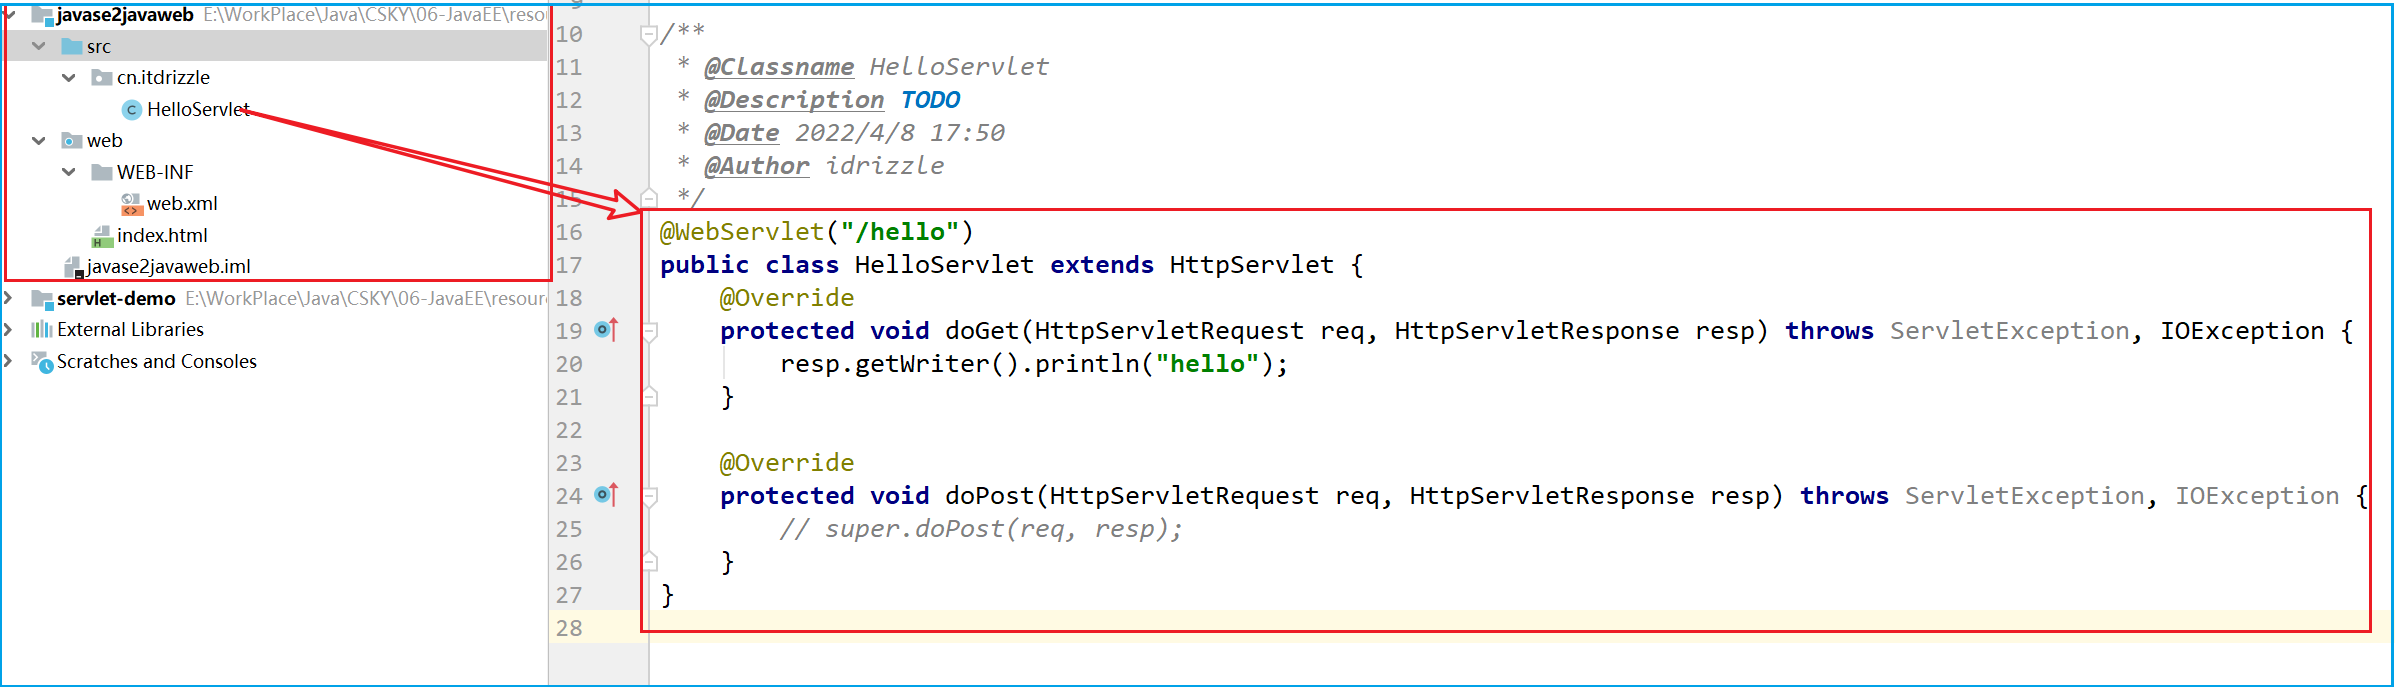 javase2javaweb E:\WorkPlace\Java\CSKY\06-JavaEE\resou
src
cn.itdrizzle
HelloServlet
web
WEB-INF
web.xml
index.html
javase2javaweb.iml
servlet-demo E:\WorkPlace\Java\CSKY\06-JavaEE\resour
External Libraries
Scratches and Consoles
9
10 /**
11 * @Classname HelloServlet
12 * @Description TODO
13 * @Date 2022/4/8 17:50
14 * @Author idrizzle
15 */
16 @WebServlet("/hello")
17 public class HelloServlet extends HttpServlet {
18 @Override
19 protected void doGet(HttpServletRequest req, HttpServletResponse resp) throws ServletException, IOException {
20 resp.getWriter().println("hello");
21 }
22
23 @Override
24 protected void doPost(HttpServletRequest req, HttpServletResponse resp) throws ServletException, IOException {
25 // super.doPost(req, resp);
26 }
27 }
28